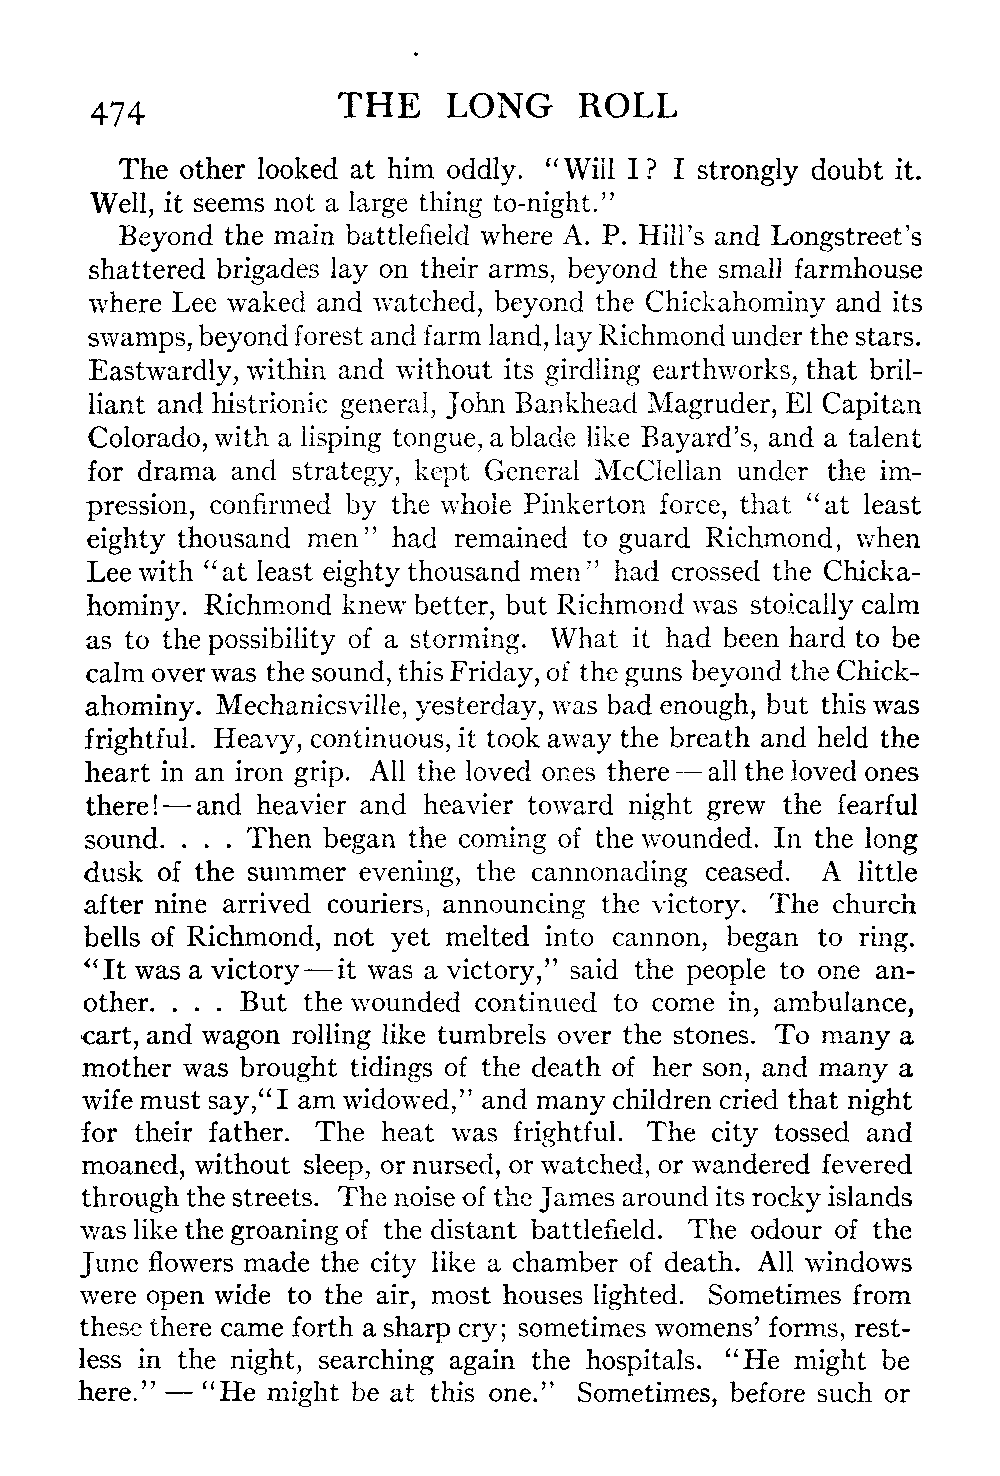 474 THE LONG ROLL
The other looked at him oddly. “Will I? I strongly doubt it.
Well, it seems not a large thing to-night.”
Beyond the main battlefield where A. P. Hill’s and Longstreet’s
shattered brigades lay on their arms, beyond the small farmhouse
where Lee waked and watched, beyond the Chickahominy and its
swamps, beyond forest and farm land, lay Richmond under the stars.
Eastwardly, within and without its girdling earthworks, that bril-
liant and histrionic general, John Bankhead Magruder, El Capitan
Colorado, with a lisping tongue, a blade like Bayard’s, and a talent
for drama and strategy, kept General McClellan under the im-
pression, confirmed by the whole Pinkerton force, that “at least
eighty thousand men” had remained to guard Richmond, when
Lee with “at least eighty thousand men” had crossed the Chicka-
hominy. Richmond knew better, but Richmond was stoically calm
as to the possibility of a storming. What it had been hard to be
calm over was the sound, this Friday, of the guns beyond the Chick-
ahominy. Mechanicsville, yesterday, was bad enough, but this was
frightful. Heavy, continuous, it took away the breath and held the
heart in an iron grip. All the loved ones there — all the loved ones
there! — and heavier and heavier toward night grew the fearful
sound. . . . Then began the coming of the wounded. In the long
dusk of the summer evening, the cannonading ceased. A little
after nine arrived couriers, announcing the victory. The church
bells of Richmond, not yet melted into cannon, began to ring.
“It was a victory — it was a victory,” said the people to one an-
other. . . . But the wounded continued to come in, ambulance,
cart, and wagon rolling like tumbrels over the stones. To many a
mother was brought tidings of the death of her son, and many a
wife must say,“I am widowed,” and many children cried that night
for their father. The heat was frightful. The city tossed and
moaned, without sleep, or nursed, or watched, or wandered fevered
through the streets. The noise of the James around its rocky islands
was like the groaning of the distant battlefield. The odour of the
June flowers made the city like a chamber of death. All windows
were open wide to the air, most houses lighted. Sometimes from
these there came forth a sharp cry; sometimes womens’ forms, rest-
less in the night, searching again the hospitals. “He might be
here.” — “He might be at this one.” Sometimes, before such or